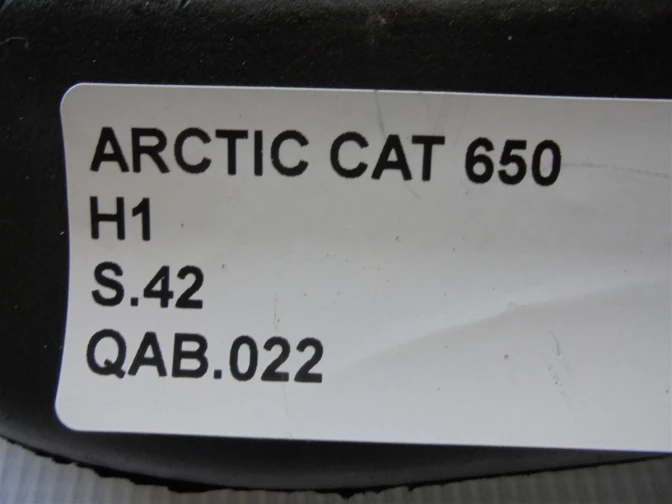 ARCTIC CAT 650
H1
S.42
QAB.022